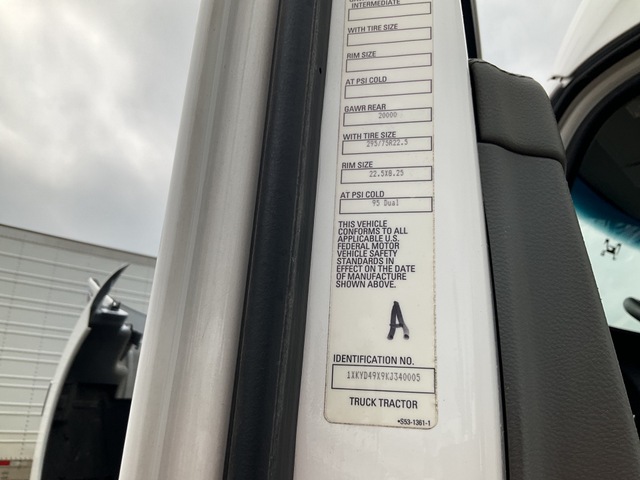 INTERMEDIATE
WITH TIRE SIZE
RIM SIZE
AT PSI COLD
GAWR REAR
20000
WITH TIRE SIZE
295/75R22.5
RIM SIZE
22.5X8.25
AT PSI COLD
95 Dual
THIS VEHICLE
CONFORMS TO ALL
APPLICABLE U.S.
FEDERAL MOTOR
VEHICLE SAFETY
STANDARDS IN
EFFECT ON THE DATE
OF MANUFACTURE
SHOWN ABOVE.
A
IDENTIFICATION NO.
1XKYD49X9KJ340005
TRUCK TRACTOR
•S53-1361-1